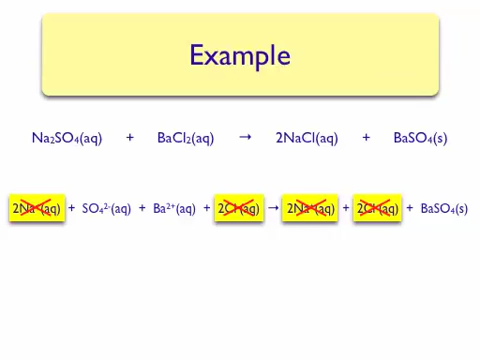 Example
Na₂SO₄(aq) + BaCl₂(aq) → 2NaCl(aq) + BaSO₄(s)
2Na⁺(aq) + SO₄²⁻(aq) + Ba²⁺(aq) + 2Cl⁻(aq) → 2Na⁺(aq) + 2Cl⁻(aq) + BaSO₄(s)